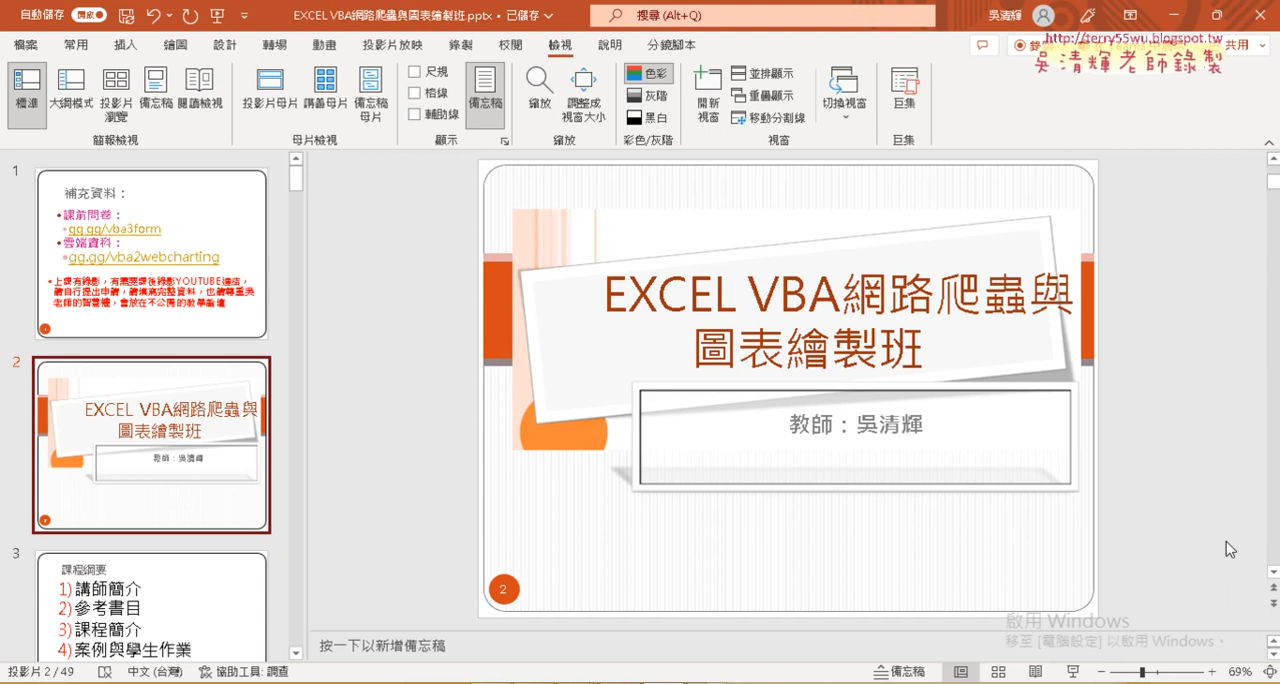 自動儲存
EXCEL VBA網路爬蟲與圖表繪製班.pptx • 已儲存
搜尋 (Alt+Q)
吳清輝
http://terry55wu.blogspot.tw
吳清輝老師錄製
檔案 常用 插入 繪圖 設計 轉場 動畫 投影片放映 錄製 校閱 檢視 說明 分鏡腳本
共用
標準 大綱模式 投影片瀏覽 備忘稿 閱讀檢視
簡報檢視
投影片母片 講義母片 備忘稿母片
母片檢視
尺規
格線
輔助線
備忘稿
顯示
縮放 調整成視窗大小
縮放
色彩
灰階
黑白
彩色/灰階
開新視窗
並排顯示
重疊顯示
移動分割線
切換視窗
視窗
巨集
巨集
1
補充資料：
•課前問卷：
gg.gg/vba3form
•雲端資料：
gg.gg/vba2webcharting
2
EXCEL VBA網路爬蟲與
圖表繪製班
教師：吳清輝
3
課程綱要
1)講師簡介
2)參考書目
3)課程簡介
4)案例與學生作業
EXCEL VBA網路爬蟲與
圖表繪製班
教師：吳清輝
2
啟用 Windows
移至 [電腦設定] 以啟用 Windows。
按一下以新增備忘稿
投影片 2 / 49
中文 (台灣)
協助工具: 調查
備忘稿
69%